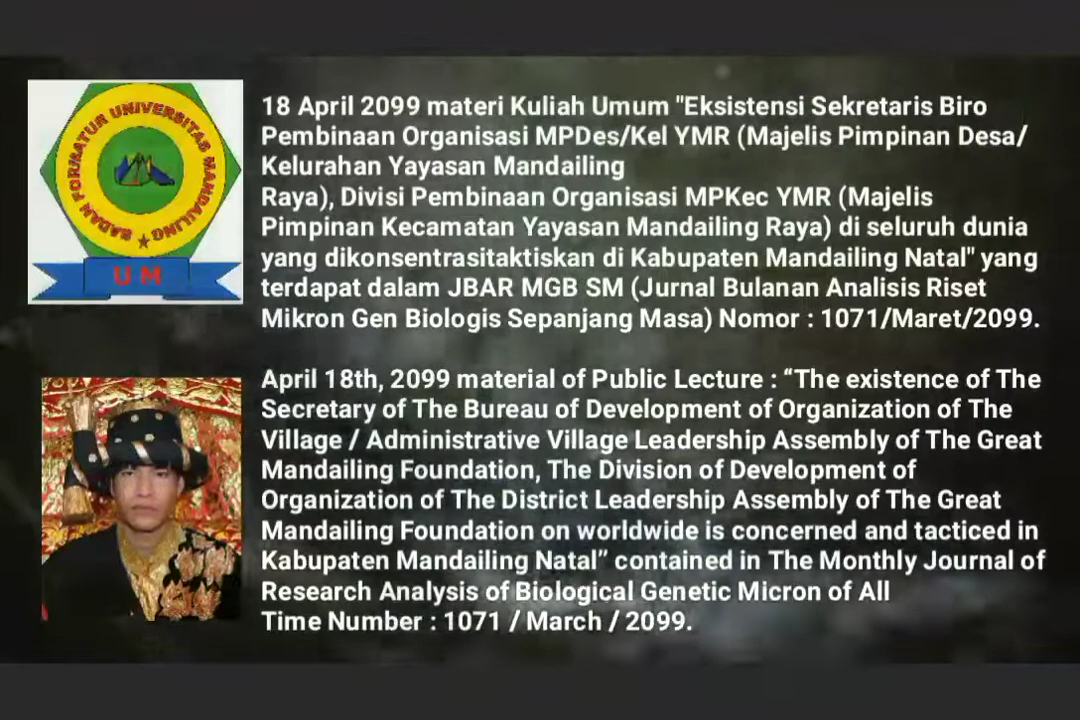 BADAN FORMATUR UNIVERSITAS MANDAILING
UM
18 April 2099 materi Kuliah Umum "Eksistensi Sekretaris Biro
Pembinaan Organisasi MPDes/Kel YMR (Majelis Pimpinan Desa/
Kelurahan Yayasan Mandailing
Raya), Divisi Pembinaan Organisasi MPKec YMR (Majelis
Pimpinan Kecamatan Yayasan Mandailing Raya) di seluruh dunia
yang dikonsentrasitaktiskan di Kabupaten Mandailing Natal" yang
terdapat dalam JBAR MGB SM (Jurnal Bulanan Analisis Riset
Mikron Gen Biologis Sepanjang Masa) Nomor : 1071/Maret/2099.
April 18th, 2099 material of Public Lecture : “The existence of The
Secretary of The Bureau of Development of Organization of The
Village / Administrative Village Leadership Assembly of The Great
Mandailing Foundation, The Division of Development of
Organization of The District Leadership Assembly of The Great
Mandailing Foundation on worldwide is concerned and tacticed in
Kabupaten Mandailing Natal” contained in The Monthly Journal of
Research Analysis of Biological Genetic Micron of All
Time Number : 1071 / March / 2099.